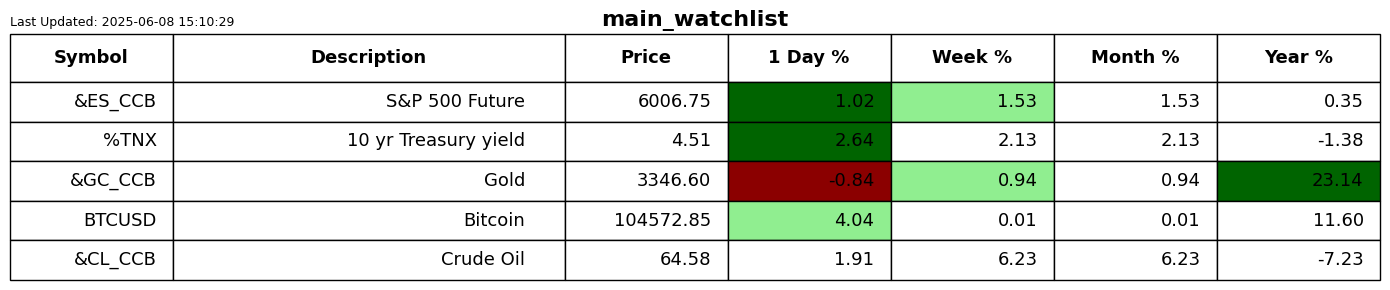 main_watchlist
Last Updated: 2025-06-08 15:10:29
Symbol Description Price 1 Day % Week % Month % Year %
&ES_CCB S&P 500 Future 6006.75 1.02 1.53 1.53 0.35
%TNX 10 yr Treasury yield 4.51 2.64 2.13 2.13 -1.38
&GC_CCB Gold 3346.60 -0.84 0.94 0.94 23.14
BTCUSD Bitcoin 104572.85 4.04 0.01 0.01 11.60
&CL_CCB Crude Oil 64.58 1.91 6.23 6.23 -7.23